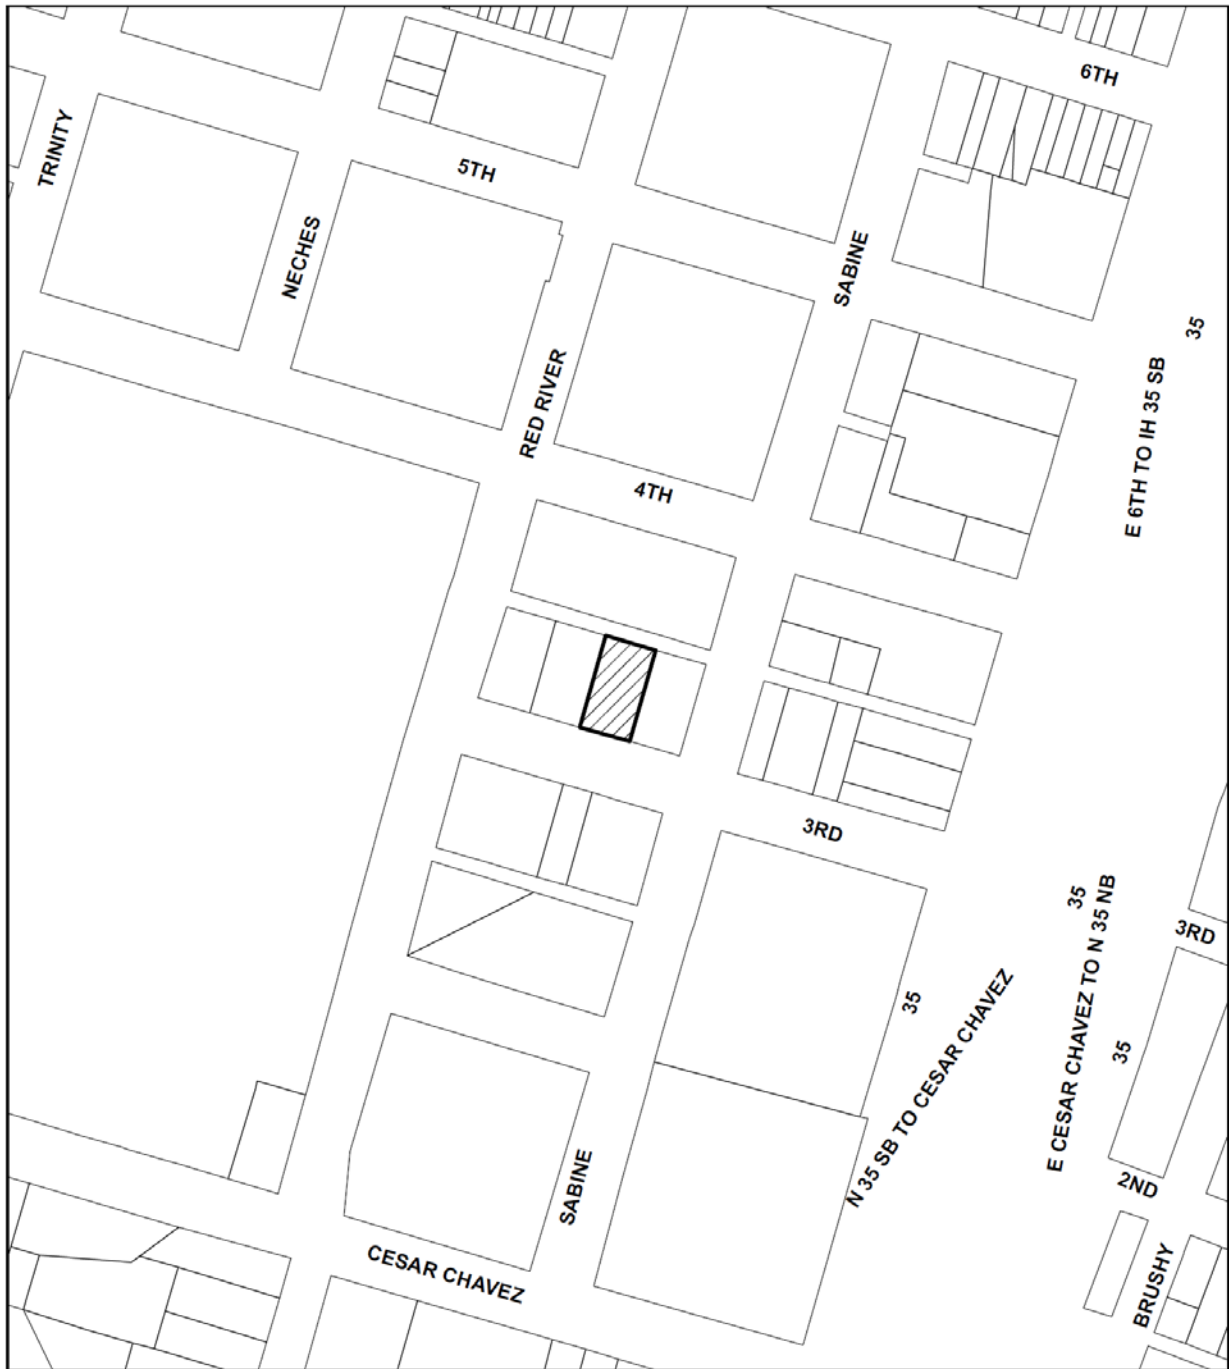 6TH
TRINITY
5TH
NECHES
SABINE
35
RED RIVER
E 6TH TO IH 35 SB
4TH
3RD
35
E CESAR CHAVEZ TO N 35 NB
3RD
35
N 35 SB TO CESAR CHAVEZ
35
2ND
SABINE
CESAR CHAVEZ
BRUSHY